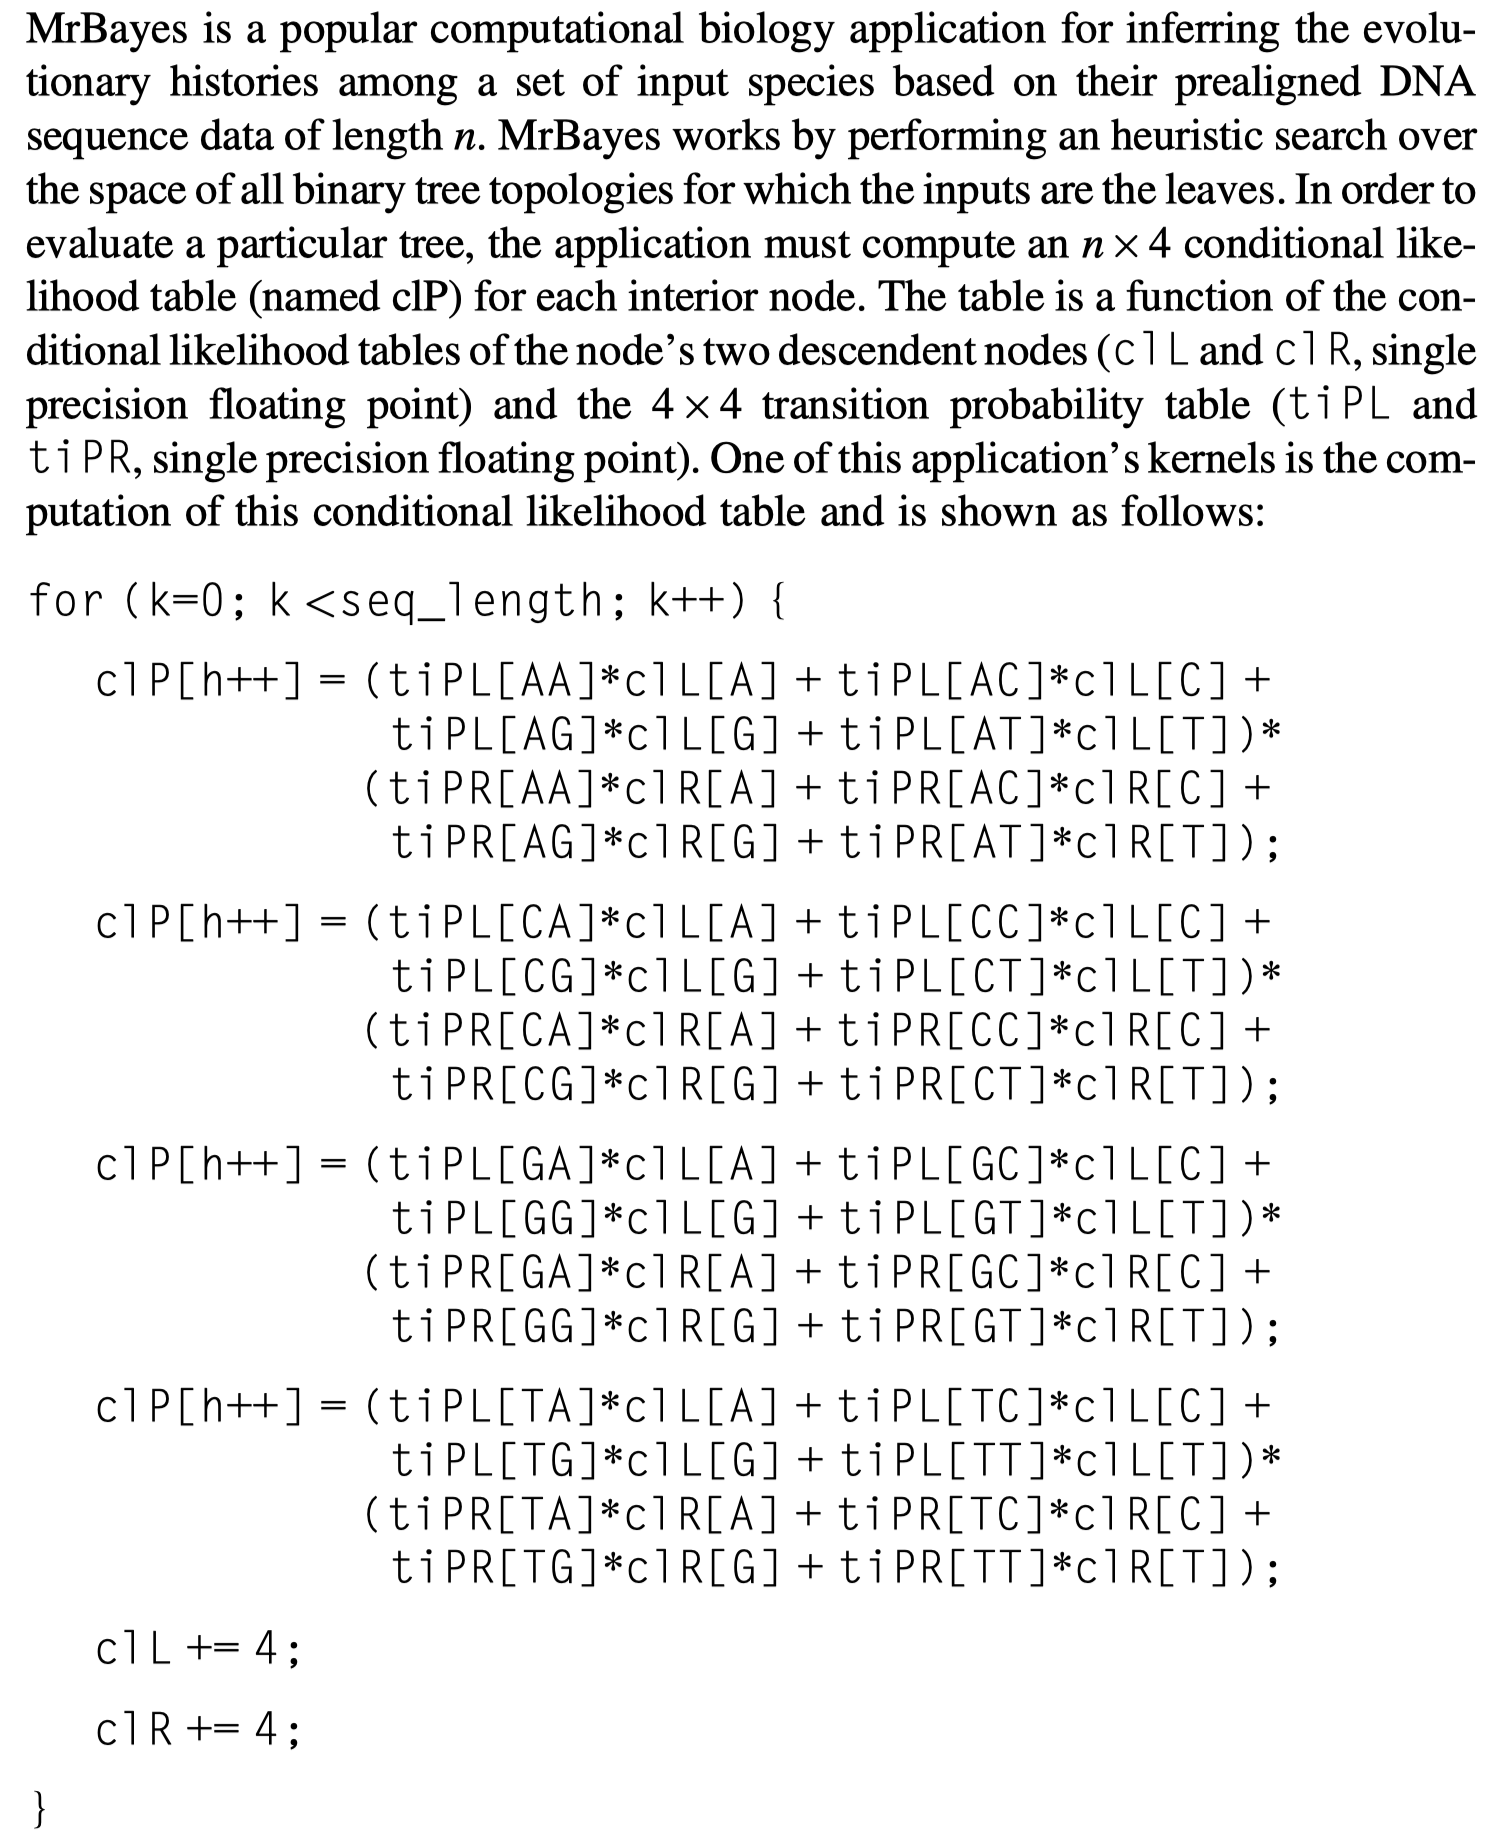 MrBayes is a popular computational biology application for inferring the evolu-
tionary histories among a set of input species based on their prealigned DNA
sequence data of length n. MrBayes works by performing an heuristic search over
the space of all binary tree topologies for which the inputs are the leaves. In order to
evaluate a particular tree, the application must compute an n × 4 conditional like-
lihood table (named clP) for each interior node. The table is a function of the con-
ditional likelihood tables of the node's two descendent nodes (clL and clR, single
precision floating point) and the 4 × 4 transition probability table (tiPL and
tiPR, single precision floating point). One of this application's kernels is the com-
putation of this conditional likelihood table and is shown as follows:
for (k=0; k <seq_length; k++) {
clP[h++] = (tiPL[AA]*clL[A] + tiPL[AC]*clL[C] +
tiPL[AG]*clL[G] + tiPL[AT]*clL[T])*
(tiPR[AA]*clR[A] + tiPR[AC]*clR[C] +
tiPR[AG]*clR[G] + tiPR[AT]*clR[T]);
clP[h++] = (tiPL[CA]*clL[A] + tiPL[CC]*clL[C] +
tiPL[CG]*clL[G] + tiPL[CT]*clL[T])*
(tiPR[CA]*clR[A] + tiPR[CC]*clR[C] +
tiPR[CG]*clR[G] + tiPR[CT]*clR[T]);
clP[h++] = (tiPL[GA]*clL[A] + tiPL[GC]*clL[C] +
tiPL[GG]*clL[G] + tiPL[GT]*clL[T])*
(tiPR[GA]*clR[A] + tiPR[GC]*clR[C] +
tiPR[GG]*clR[G] + tiPR[GT]*clR[T]);
clP[h++] = (tiPL[TA]*clL[A] + tiPL[TC]*clL[C] +
tiPL[TG]*clL[G] + tiPL[TT]*clL[T])*
(tiPR[TA]*clR[A] + tiPR[TC]*clR[C] +
tiPR[TG]*clR[G] + tiPR[TT]*clR[T]);
clL += 4;
clR += 4;
}